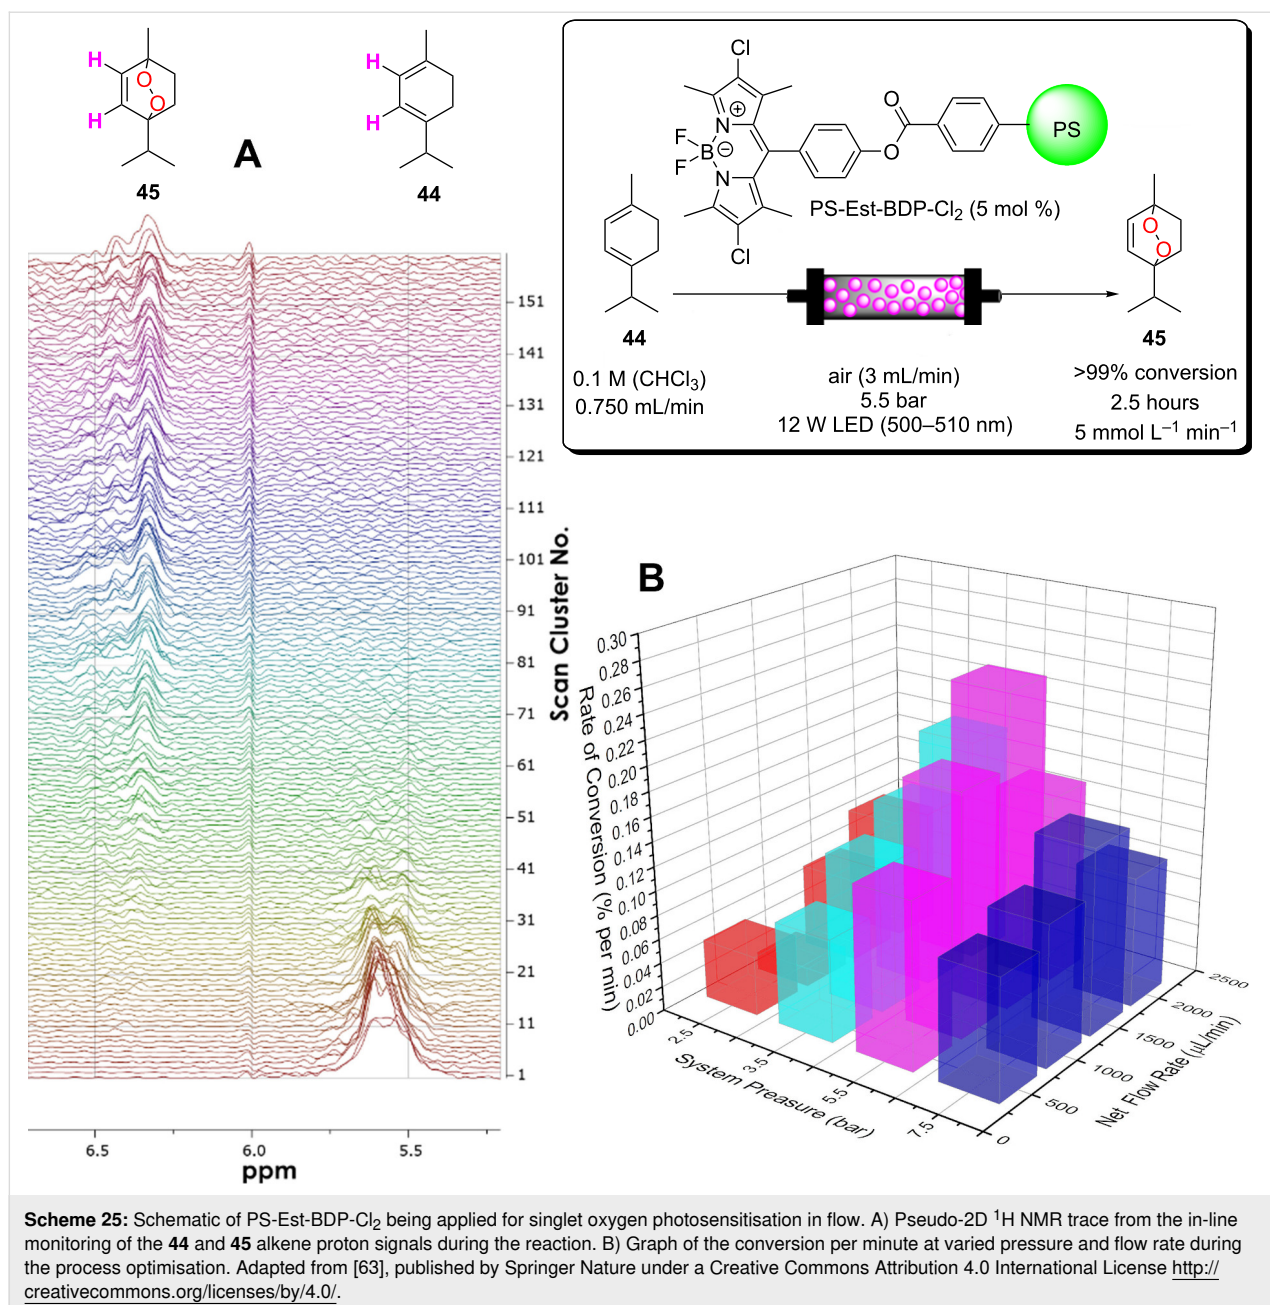 H
H
O
O
45
A
H
H
44
Cl
N
⊕
F
F
B
⊖
N
Cl
O
O
PS
PS-Est-BDP-Cl₂ (5 mol %)
44
O
O
45
0.1 M (CHCl₃)
0.750 mL/min
air (3 mL/min)
5.5 bar
12 W LED (500–510 nm)
>99% conversion
2.5 hours
5 mmol L⁻¹ min⁻¹
151
141
131
121
111
101
91
81
71
61
51
41
31
21
11
1
Scan Cluster No.
6.5
6.0
5.5
ppm
B
0.30
0.28
0.26
0.24
0.22
0.20
0.18
0.16
0.14
0.12
0.10
0.08
0.06
0.04
0.02
0.00
Rate of Conversion (% per min)
2.5
3.5
5.5
7.5
System Preasure (bar)
0
500
1000
1500
2000
2500
Net Flow Rate (µL/min)
Scheme 25: Schematic of PS-Est-BDP-Cl₂ being applied for singlet oxygen photosensitisation in flow. A) Pseudo-2D ¹H NMR trace from the in-line
monitoring of the 44 and 45 alkene proton signals during the reaction. B) Graph of the conversion per minute at varied pressure and flow rate during
the process optimisation. Adapted from [63], published by Springer Nature under a Creative Commons Attribution 4.0 International License http://
creativecommons.org/licenses/by/4.0/.